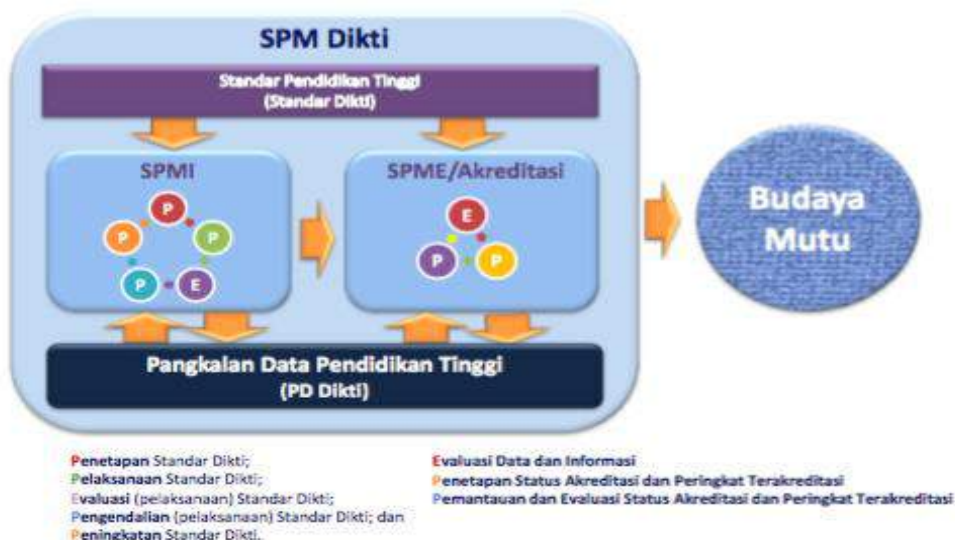 SPM Dikti
Standar Pendidikan Tinggi
(Standar Dikti)
SPMI
P
P
P
P
E
SPME/Akreditasi
E
P
P
Budaya
Mutu
Pangkalan Data Pendidikan Tinggi
(PD Dikti)
Penetapan Standar Dikti;
Pelaksanaan Standar Dikti;
Evaluasi (pelaksanaan) Standar Dikti;
Pengendalian (pelaksanaan) Standar Dikti; dan
Peningkatan Standar Dikti.
Evaluasi Data dan Informasi
Penetapan Status Akreditasi dan Peringkat Terakreditasi
Pemantauan dan Evaluasi Status Akreditasi dan Peringkat Terakreditasi